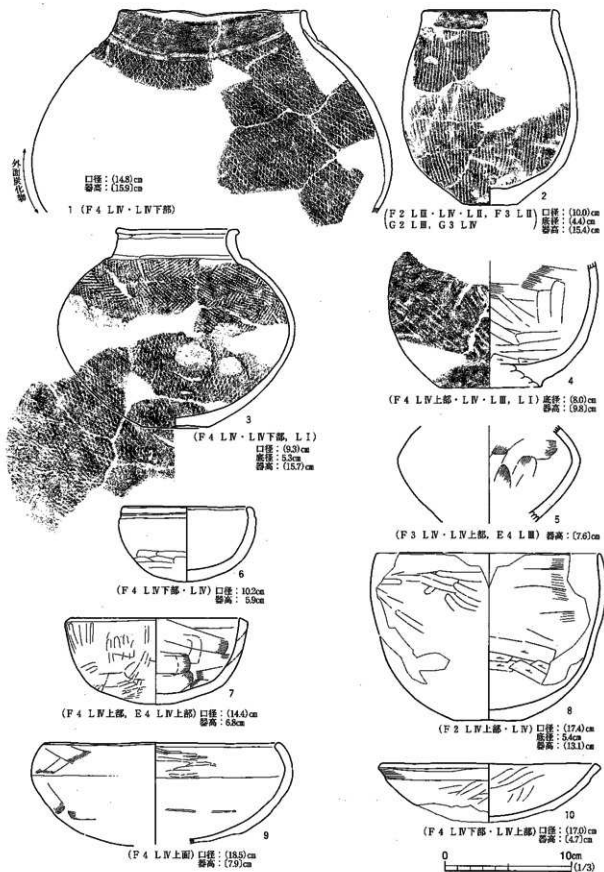 外面炭化物
口径：(14.8)cm
器高：(15.9)cm
1 (F4 LⅣ・LⅣ下部)
2
(F2 LⅢ・LⅣ・LⅡ, F3 LⅡ
G2 LⅢ, G3 LⅣ)
口径：(10.0)cm
底径：(4.4)cm
器高：(15.4)cm
3
(F4 LⅣ・LⅣ下部, LⅠ)
口径：(9.3)cm
底径：5.3cm
器高：(15.7)cm
4
(F4 LⅣ上部・LⅣ・LⅢ, LⅠ) 底径：(8.0)cm
器高：(9.8)cm
5
(F3 LⅣ・LⅣ上部, E4 LⅢ) 器高：(7.6)cm
6
(F4 LⅣ下部・LⅣ) 口径：10.2cm
器高：5.9cm
7
(F4 LⅣ上部, E4 LⅣ上部) 口径：(14.4)cm
器高：6.8cm
8
(F2 LⅣ上部・LⅣ) 口径：(17.4)cm
底径：5.4cm
器高：(13.1)cm
9
(F4 LⅣ上面) 口径：(18.5)cm
器高：(7.9)cm
10
(F4 LⅣ下部・LⅣ上部) 口径：(17.0)cm
器高：(4.7)cm
0 10cm
(1/3)